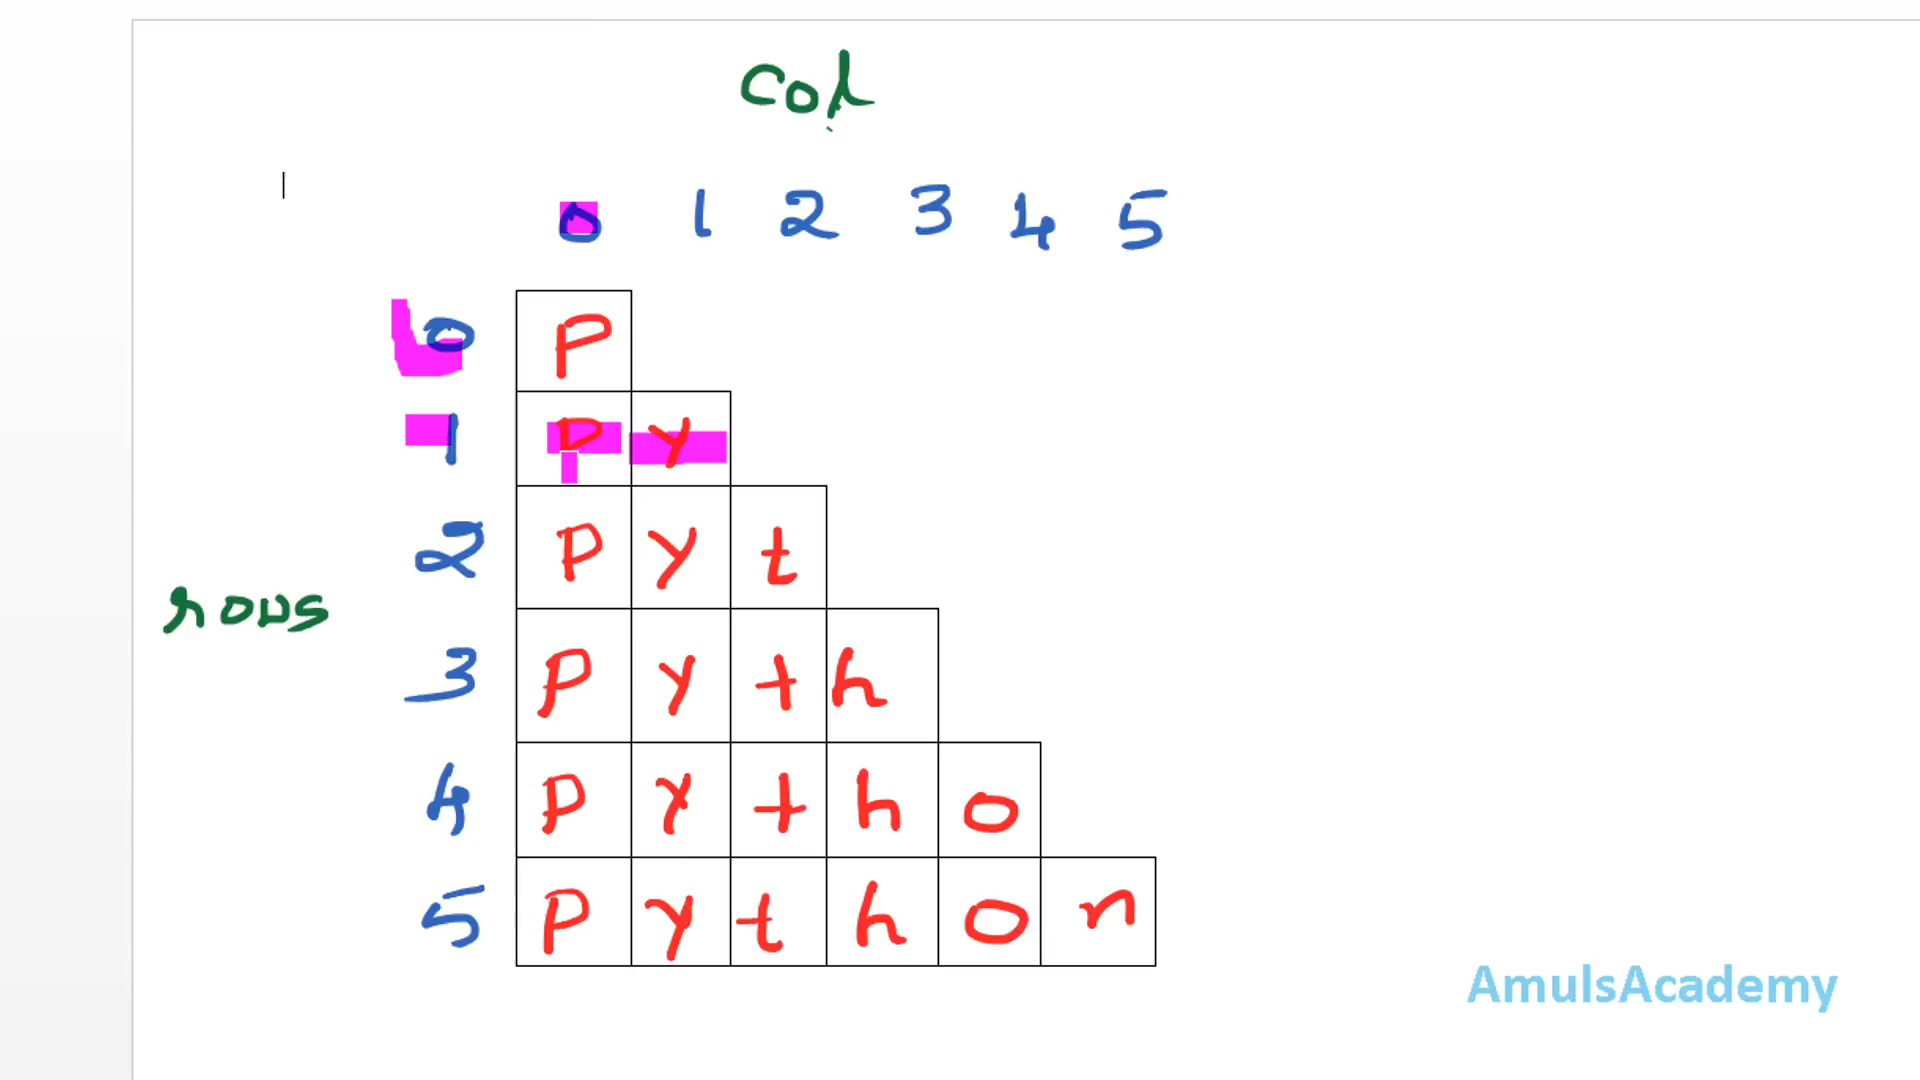 col
0 1 2 3 4 5
0 P
1 P y
2 P y t
3 P y t h
rows
4 P y t h o
5 P y t h o n
AmulsAcademy